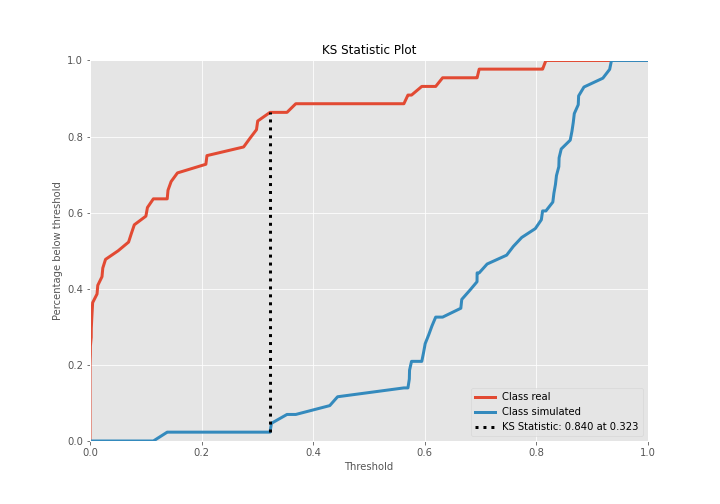 KS Statistic Plot
1.0
0.8
0.6
0.4
0.2
0.0
Percentage below threshold
0.0 0.2 0.4 0.6 0.8 1.0
Threshold
Class real
Class simulated
KS Statistic: 0.840 at 0.323